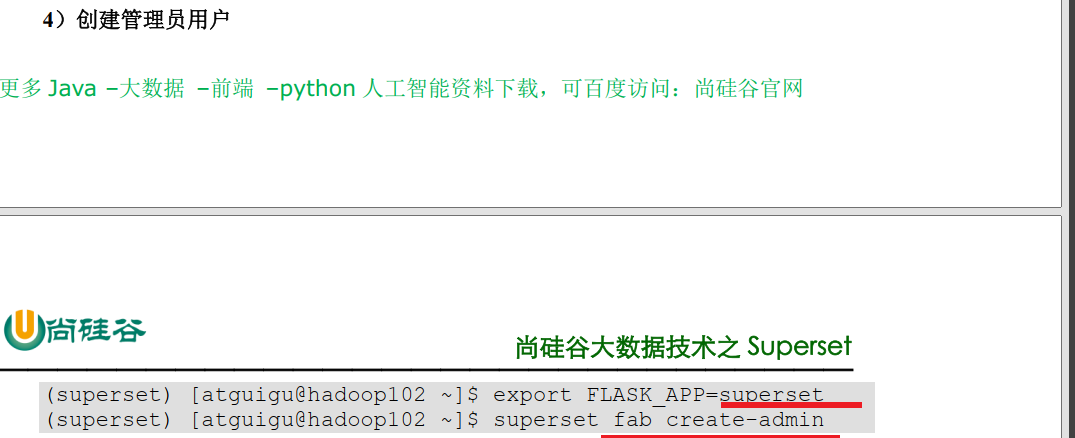 4）创建管理员用户
更多 Java –大数据 –前端 –python 人工智能资料下载，可百度访问：尚硅谷官网
尚硅谷
尚硅谷大数据技术之 Superset
(superset) [atguigu@hadoop102 ~]$ export FLASK_APP=superset
(superset) [atguigu@hadoop102 ~]$ superset fab create-admin